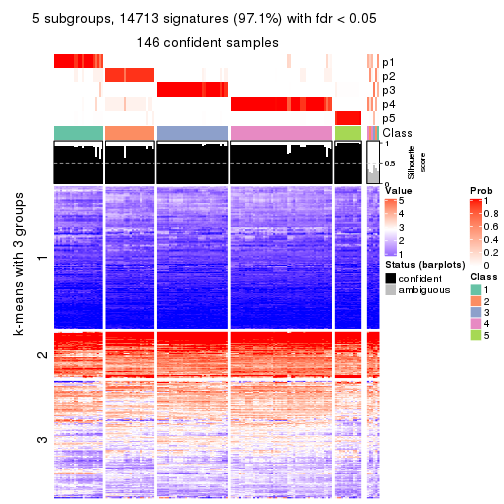 5 subgroups, 14713 signatures (97.1%) with fdr < 0.05
146 confident samples
p1
p2
p3
p4
p5
Class
1
0.5
0
Silhouette
score
k-means with 3 groups
1
2
3
Value
5
4
3
2
1
Status (barplots)
confident
ambiguous
Prob
1
0.8
0.6
0.4
0.2
0
Class
1
2
3
4
5